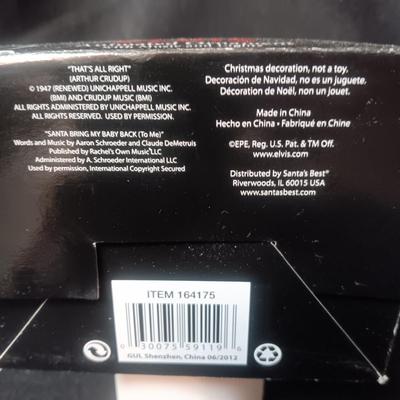 "THAT'S ALL RIGHT"
(ARTHUR CRUDUP)
© 1947 (RENEWED) UNICHAPPELL MUSIC INC.
(BMI) AND CRUDUP MUSIC (BMI)
ALL RIGHTS ADMINISTERED BY UNICHAPPELL MUSIC INC.
ALL RIGHTS RESERVED. USED BY PERMISSION.
"SANTA BRING MY BABY BACK (To Me)"
Words and Music by Aaron Schroeder and Claude DeMetruis
Published by Rachel's Own Music LLC
Administered by A. Schroeder International LLC
Used by permission, International Copyright Secured
Christmas decoration, not a toy.
Decoración de Navidad, no es un juguete.
Décoration de Noël, non un jouet.
Made in China
Hecho en China • Fabriqué en Chine
©EPE, Reg. U.S. Pat. & TM Off.
www.elvis.com
Distributed by Santa's Best®
Riverwoods, IL 60015 USA
www.santasbest.com
ITEM 164175
0 30075 59119 6
GUI, Shenzhen, China 06/2012